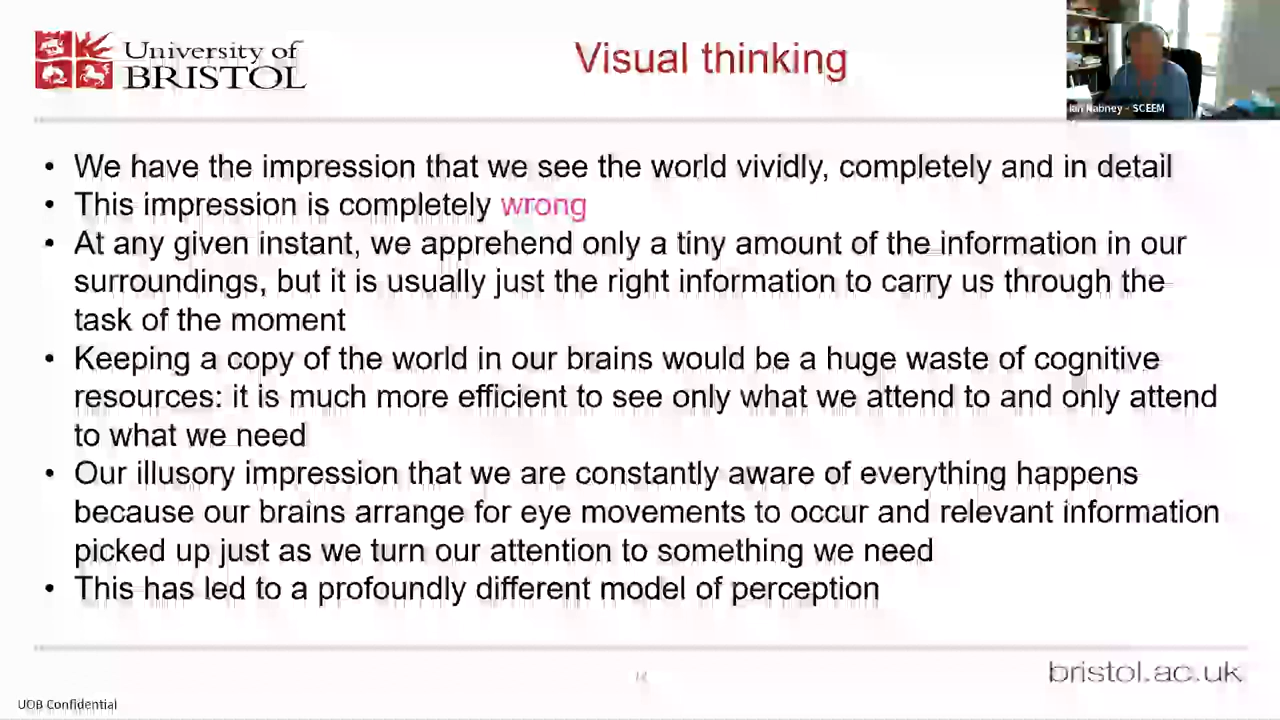 University of
BRISTOL
Visual thinking
Ian Nabney - SCEEM
• We have the impression that we see the world vividly, completely and in detail
• This impression is completely wrong
• At any given instant, we apprehend only a tiny amount of the information in our
surroundings, but it is usually just the right information to carry us through the
task of the moment
• Keeping a copy of the world in our brains would be a huge waste of cognitive
resources: it is much more efficient to see only what we attend to and only attend
to what we need
• Our illusory impression that we are constantly aware of everything happens
because our brains arrange for eye movements to occur and relevant information
picked up just as we turn our attention to something we need
• This has led to a profoundly different model of perception
bristol.ac.uk
UOB Confidential